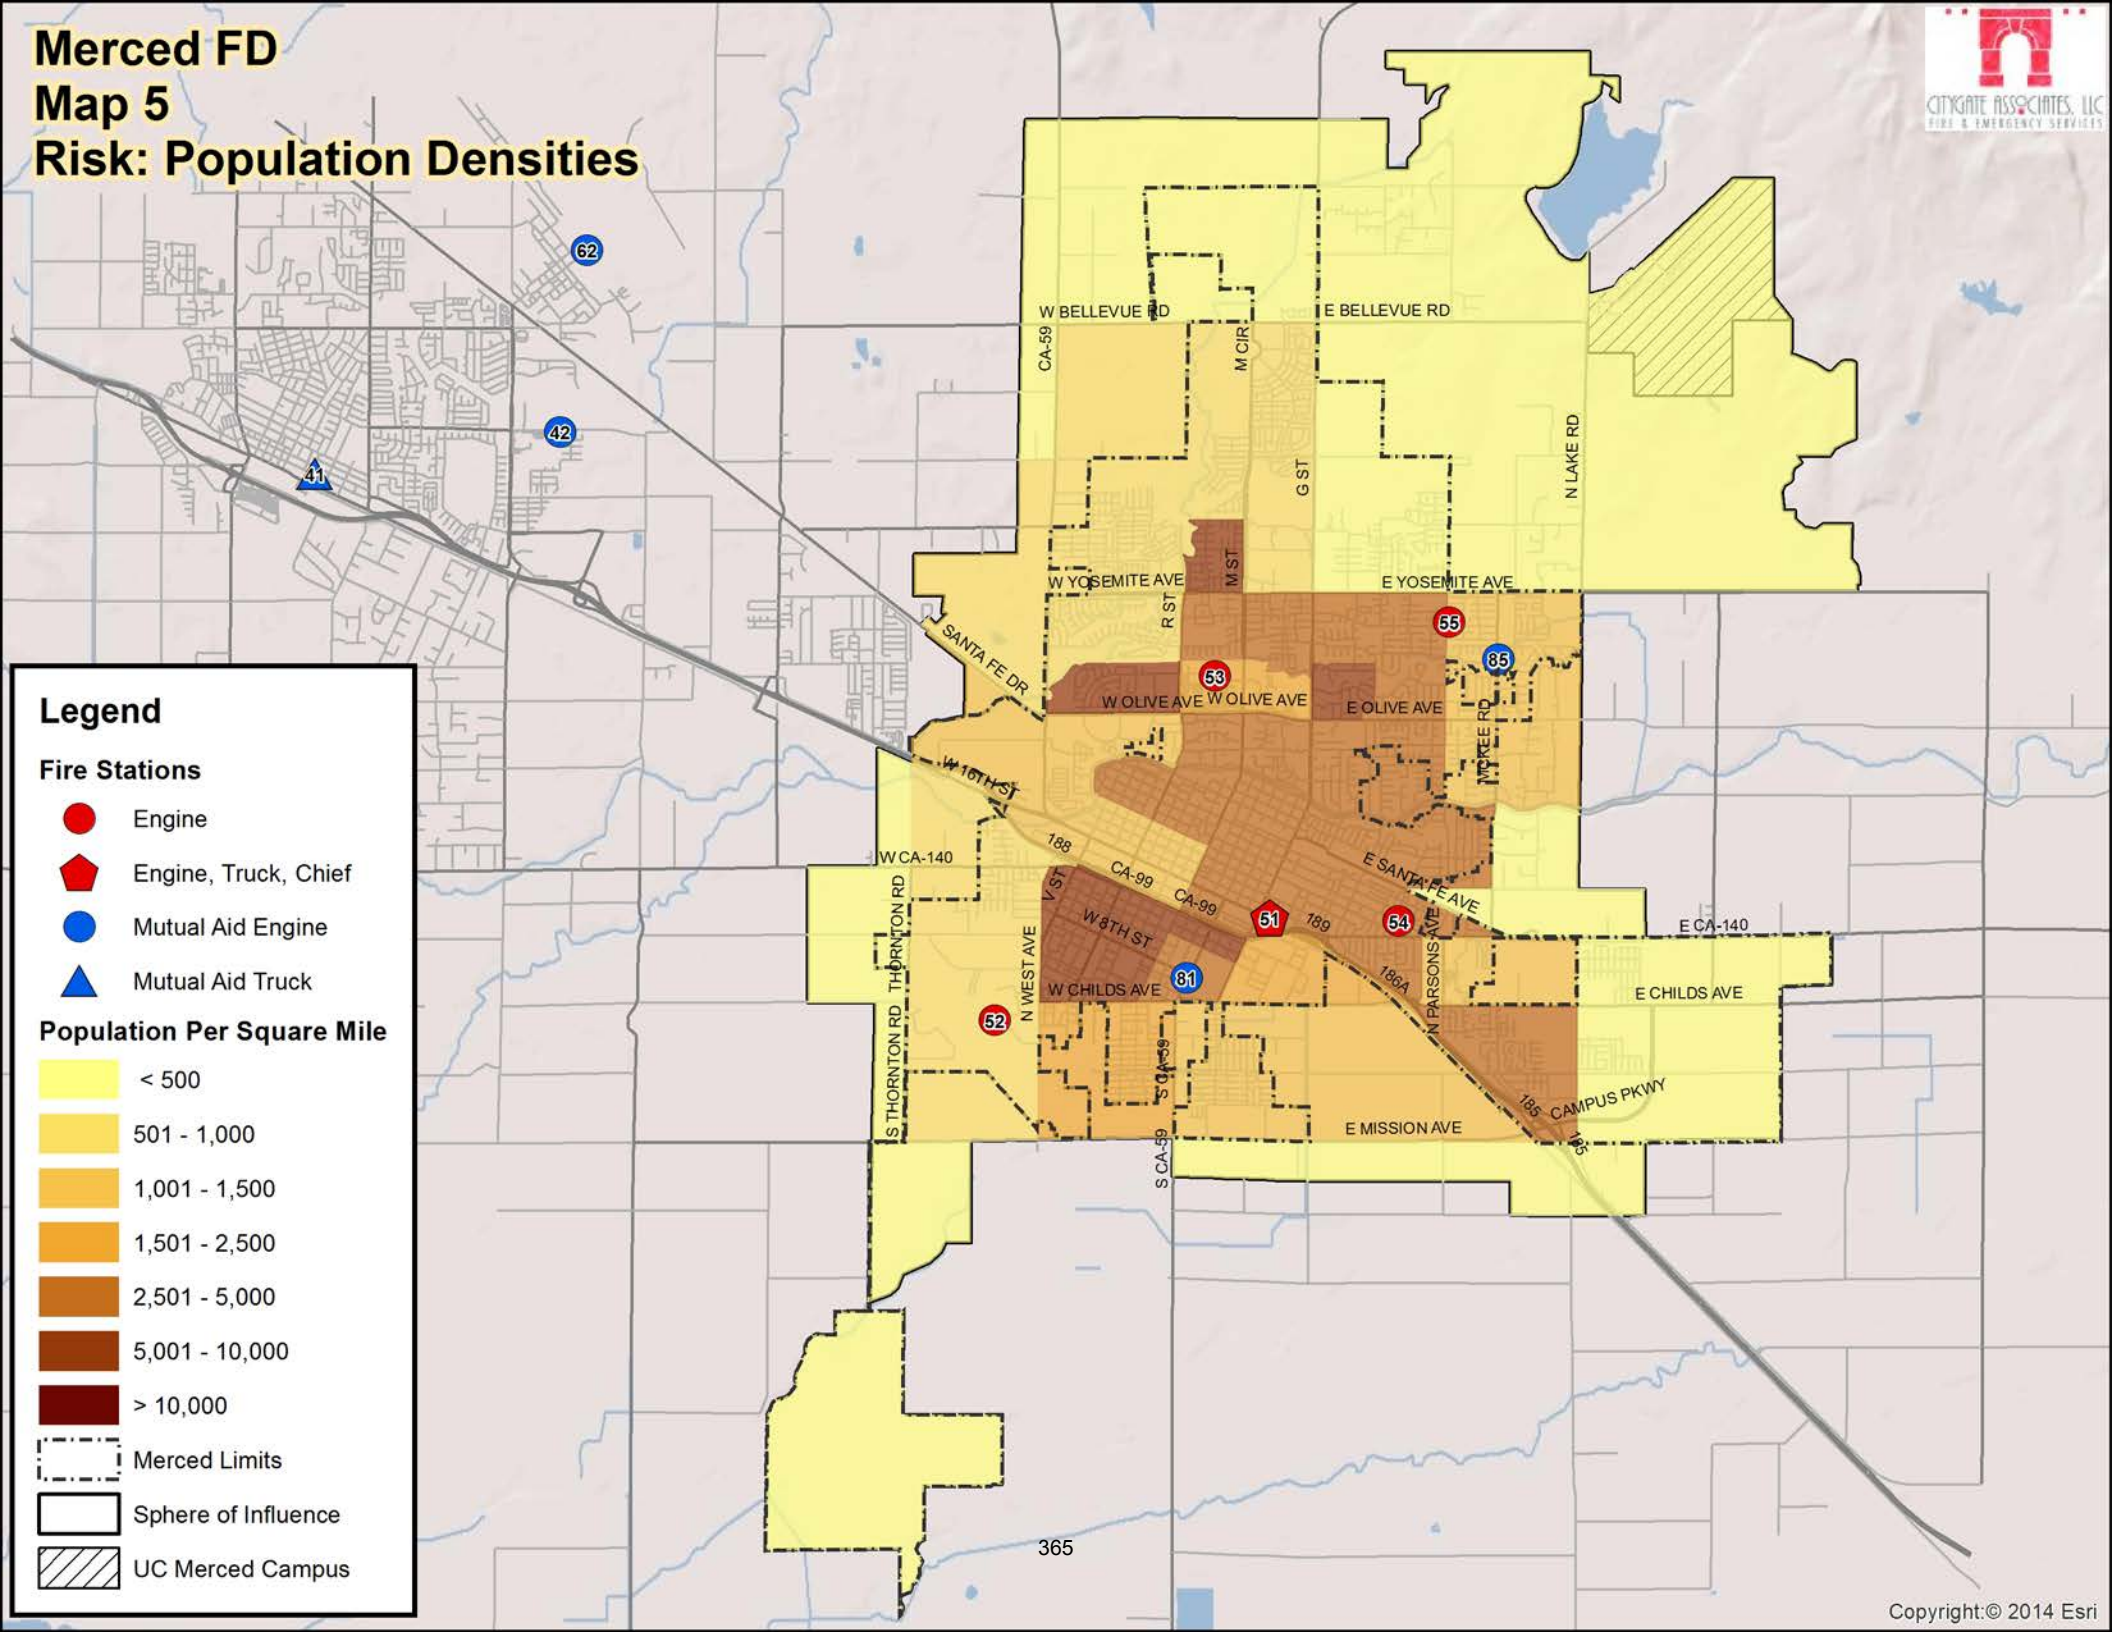 Merced FD
Map 5
Risk: Population Densities
CITYGATE ASSOCIATES, LLC
FIRE & EMERGENCY SERVICES
62
42
41
W BELLEVUE RD
E BELLEVUE RD
CA-59
M CIR
G ST
N LAKE RD
W YOSEMITE AVE
M ST
E YOSEMITE AVE
R ST
55
85
SANTA FE DR
53
W OLIVE AVE
W OLIVE AVE
E OLIVE AVE
MCKEE RD
W 16TH ST
188
W CA-140
CA-99
CA-99
E SANTA FE AVE
V ST
W 8TH ST
51
189
54
E CA-140
THORNTON RD
N WEST AVE
81
186A
N PARSONS AVE
W CHILDS AVE
E CHILDS AVE
52
S THORNTON RD
S CA-59
185
CAMPUS PKWY
E MISSION AVE
185
S CA-59
Legend
Fire Stations
Engine
Engine, Truck, Chief
Mutual Aid Engine
Mutual Aid Truck
Population Per Square Mile
< 500
501 - 1,000
1,001 - 1,500
1,501 - 2,500
2,501 - 5,000
5,001 - 10,000
> 10,000
Merced Limits
Sphere of Influence
UC Merced Campus
365
Copyright:© 2014 Esri